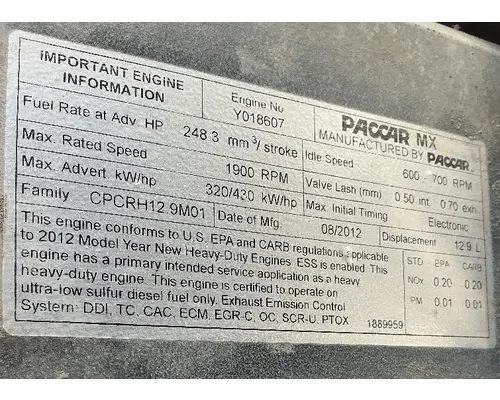 IMPORTANT ENGINE
INFORMATION
Engine No
Y018607
PACCAR MX
MANUFACTURED BY PACCAR
Fuel Rate at Adv. HP 248.3 mm³/stroke
Idle Speed 600 700 RPM
Max. Rated Speed 1900 RPM
Valve Lash (mm) 0.50 int 0.70 exh
Max. Advert. kW/hp 320/430 kW/hp
Max. Initial Timing Electronic
Family CPCRH12.9M01
Date of Mfg. 08/2012
Displacement 12.9 L
This engine conforms to U.S. EPA and CARB regulations applicable
to 2012 Model Year New Heavy-Duty Engines. ESS is enabled. This
engine has a primary intended service application as a heavy
heavy-duty engine. This engine is certified to operate on
ultra-low sulfur diesel fuel only. Exhaust Emission Control
System: DDI, TC, CAC, ECM, EGR-C, OC, SCR-U, PTOX
STD EPA CARB
NOx 0.20 0.20
PM 0.01 0.01
1889959